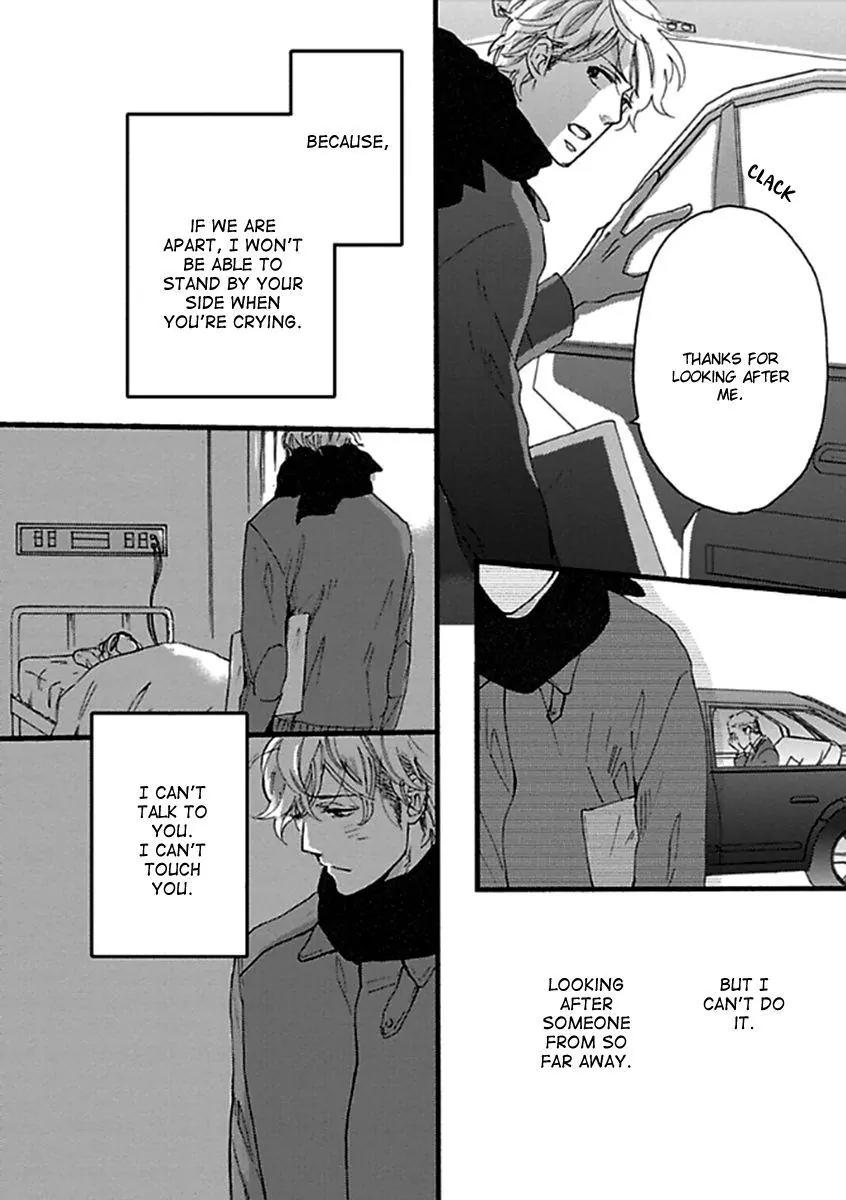 CLACK
THANKS FOR
LOOKING AFTER
ME.
BUT I
CAN'T DO
IT.
LOOKING
AFTER
SOMEONE
FROM SO
FAR AWAY.
BECAUSE,
IF WE ARE
APART, I WON'T
BE ABLE TO
STAND BY YOUR
SIDE WHEN
YOU'RE CRYING.
I CAN'T
TALK TO
YOU.
I CAN'T
TOUCH
YOU.